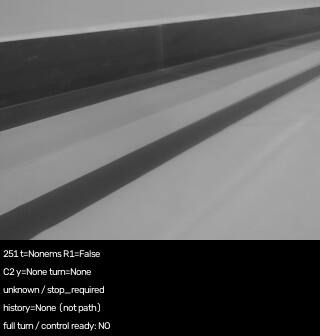 251 t=Nonems R1=False
C2 y=None turn=None
unknown / stop_required
history=None (not path)
full turn / control ready: NO